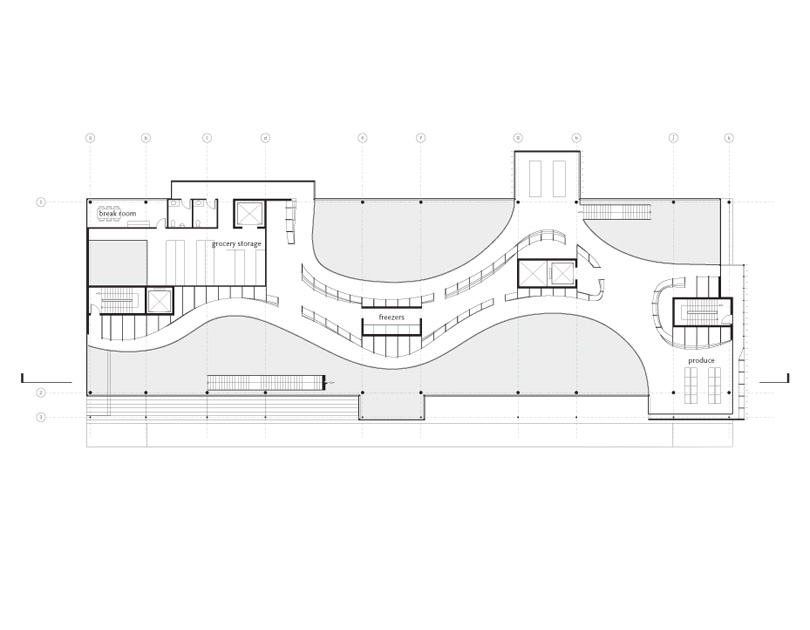 a b c d e f g h j k
1
break room
grocery storage
freezers
produce
2
3